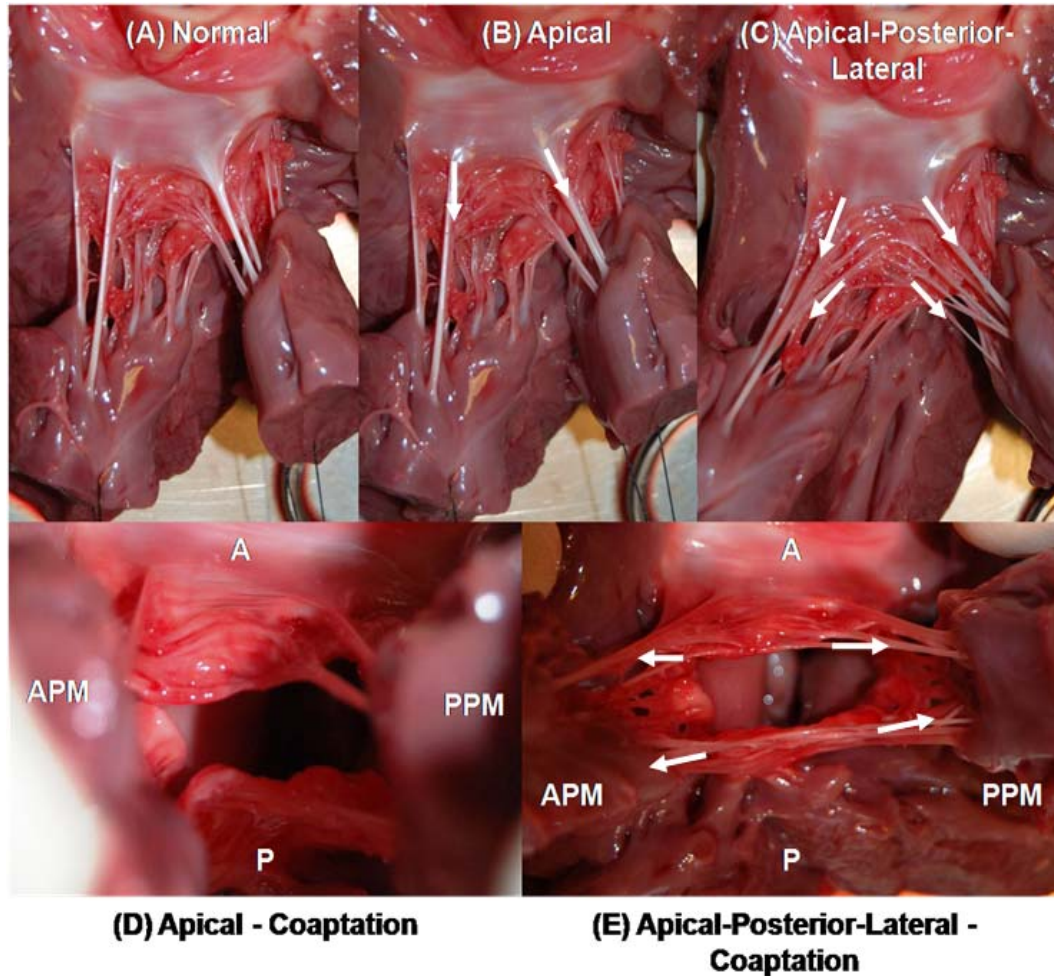 (A) Normal
(B) Apical
(C) Apical-Posterior-
Lateral
A
APM
PPM
P
A
APM
PPM
P
(D) Apical - Coaptation
(E) Apical-Posterior-Lateral -
Coaptation